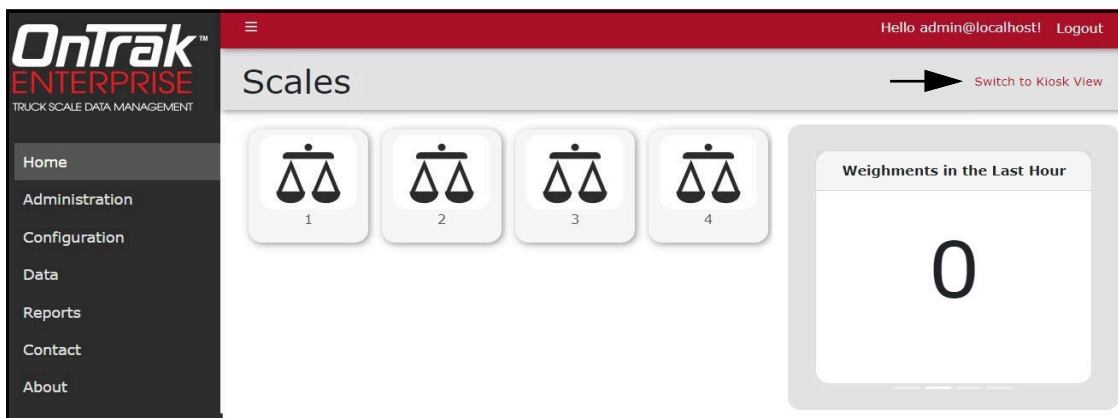 OnTrak™
ENTERPRISE
TRUCK SCALE DATA MANAGEMENT
Home
Administration
Configuration
Data
Reports
Contact
About
Hello admin@localhost! Logout
Scales
Switch to Kiosk View
1 2 3 4
Weighments in the Last Hour
0